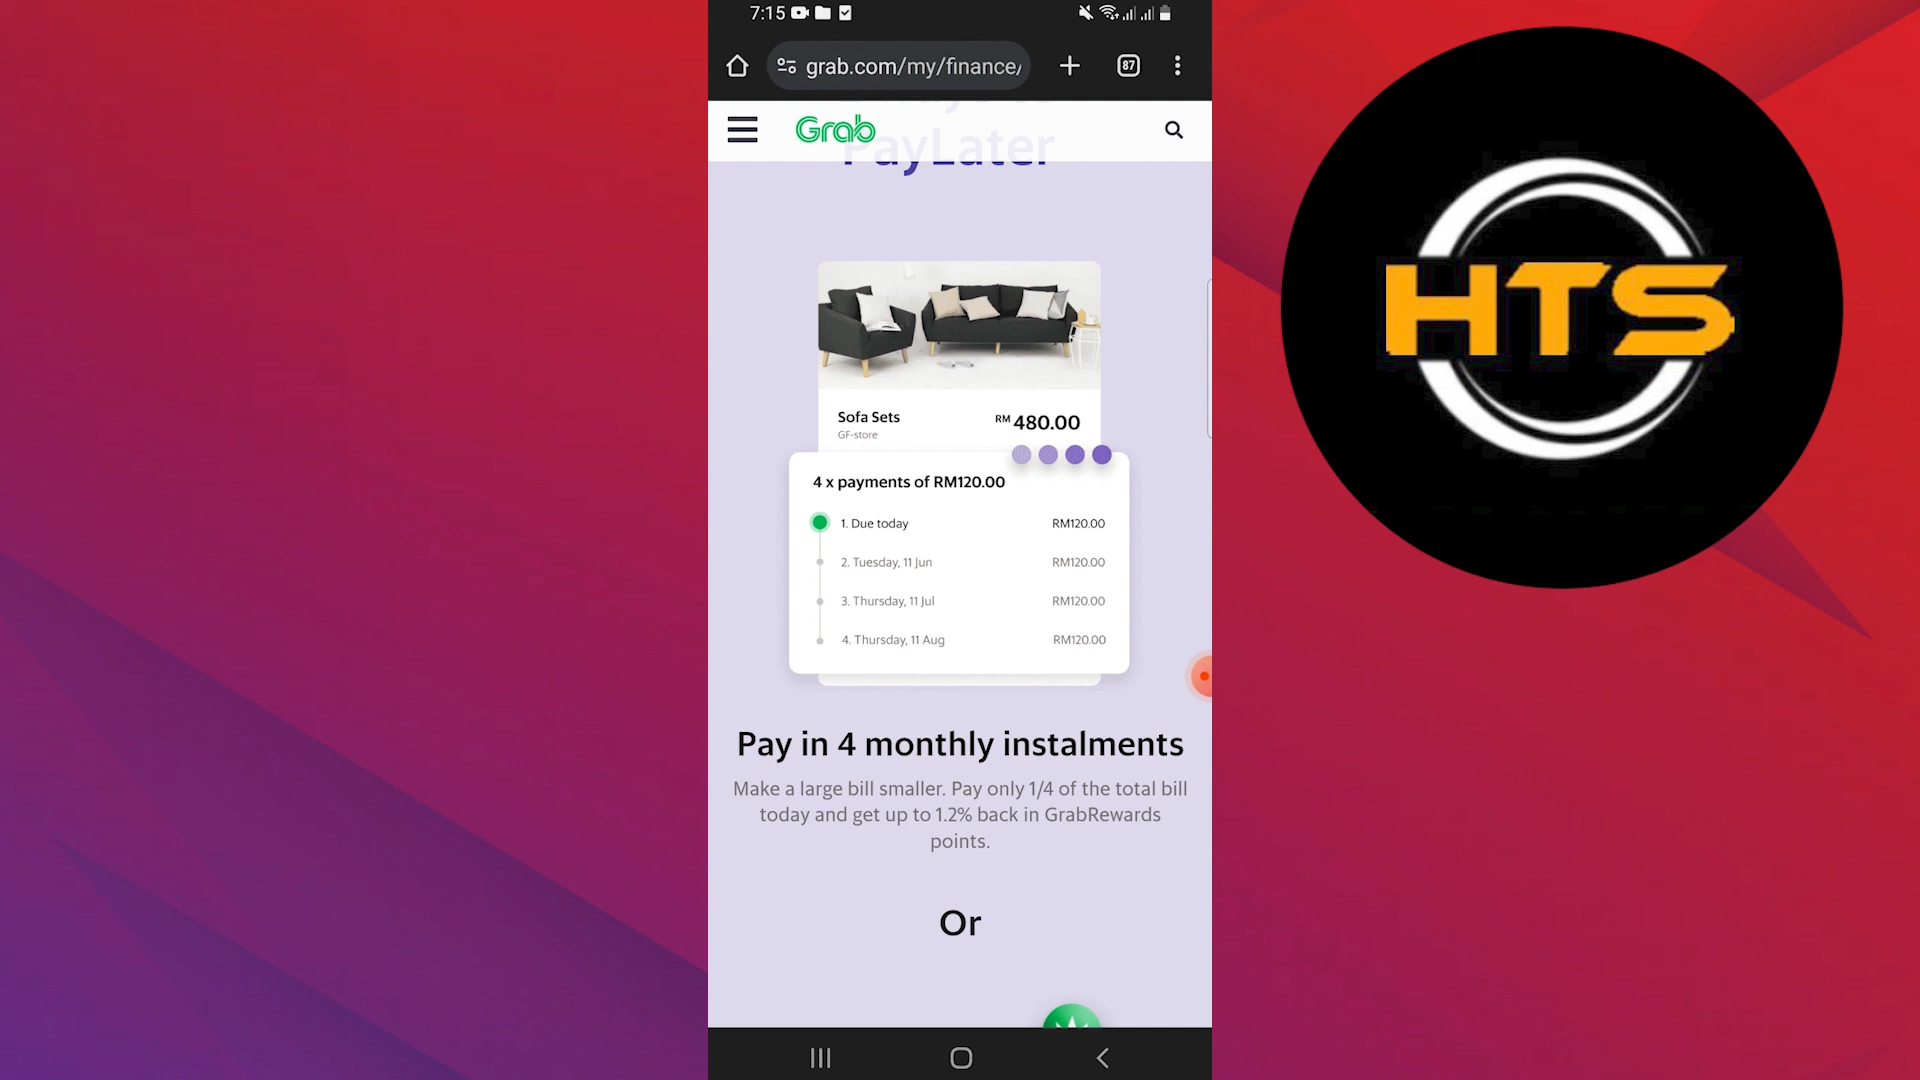 7:15
grab.com/my/finance/
87
Grab
PayLater
Sofa Sets
RM 480.00
GF-store
4 x payments of RM120.00
1. Due today RM120.00
2. Tuesday, 11 Jun RM120.00
3. Thursday, 11 Jul RM120.00
4. Thursday, 11 Aug RM120.00
Pay in 4 monthly instalments
Make a large bill smaller. Pay only 1/4 of the total bill
today and get up to 1.2% back in GrabRewards
points.
Or
HTS